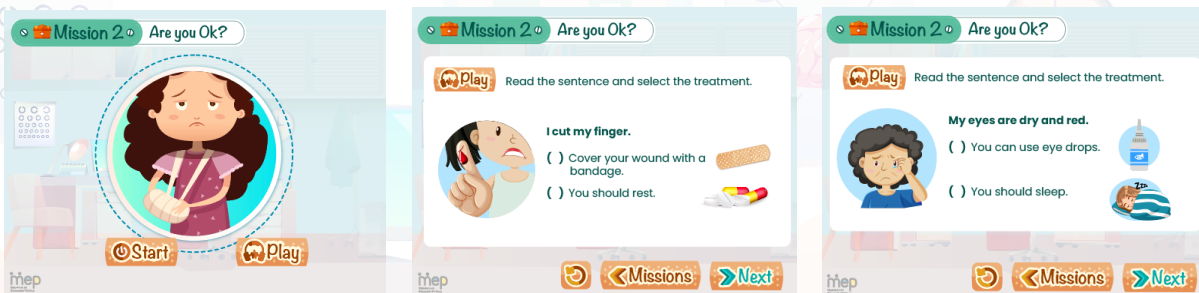 Mission 2 Are you Ok?
Start
Play
mep
Mission 2 Are you Ok?
Play Read the sentence and select the treatment.
I cut my finger.
( ) Cover your wound with a
bandage.
( ) You should rest.
mep
Missions
Next
Mission 2 Are you Ok?
Play Read the sentence and select the treatment.
My eyes are dry and red.
( ) You can use eye drops.
( ) You should sleep.
Zzz
mep
Missions
Next